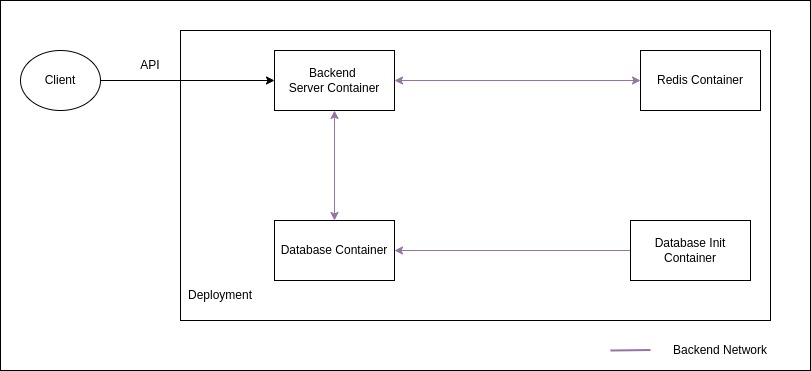 Client
API
Backend
Server Container
Redis Container
Database Container
Database Init
Container
Deployment
Backend Network